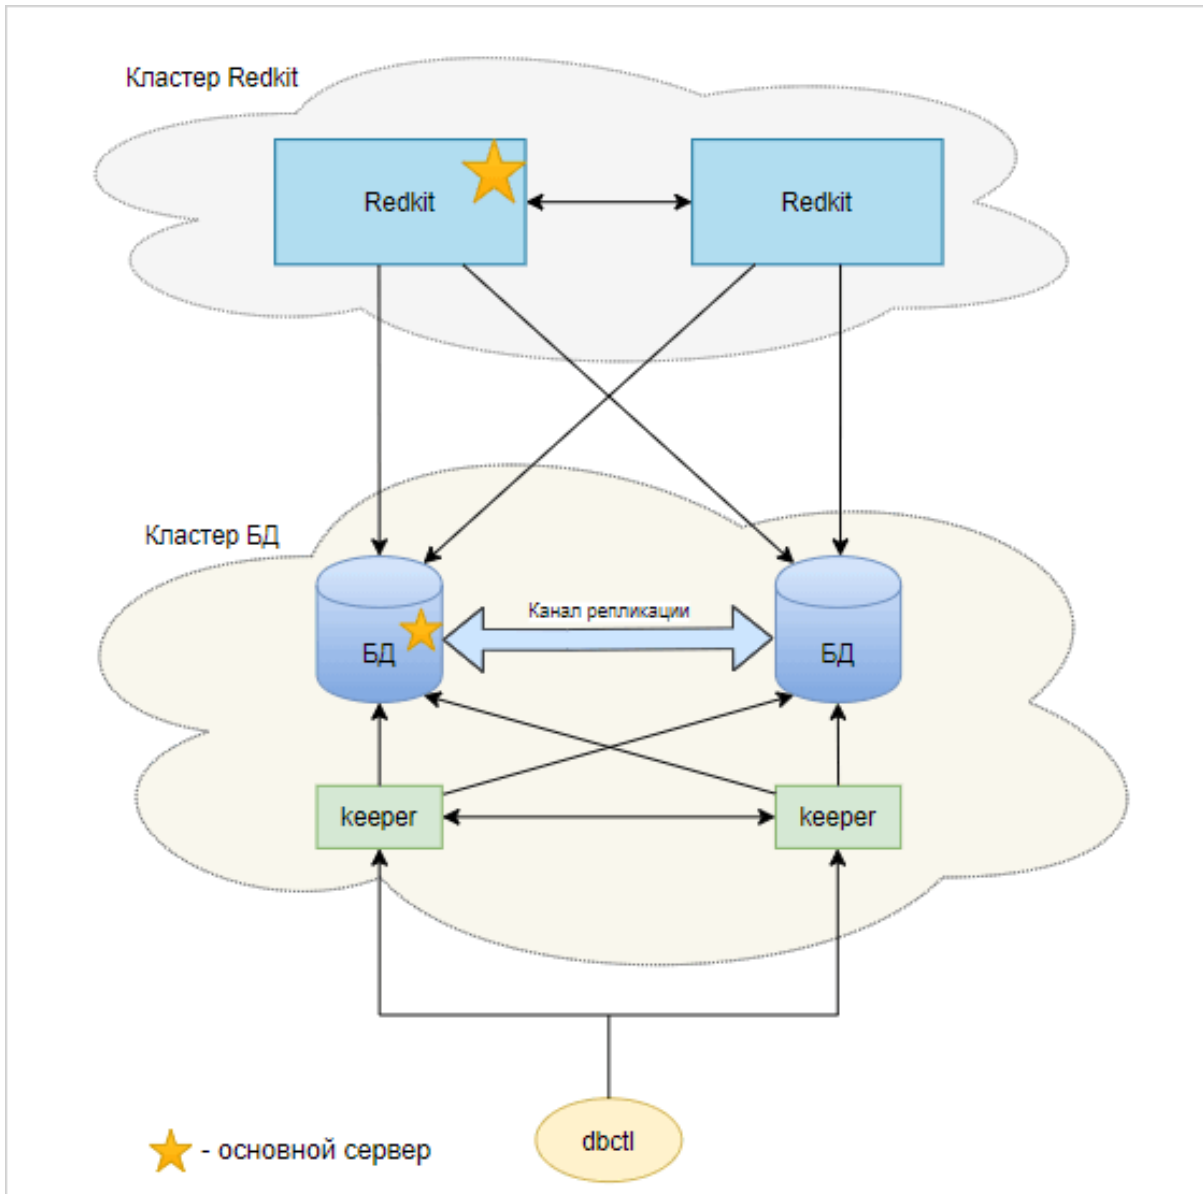 Кластер Redkit
Redkit
Redkit
Кластер БД
Канал репликации
БД
БД
keeper
keeper
dbctl
- основной сервер